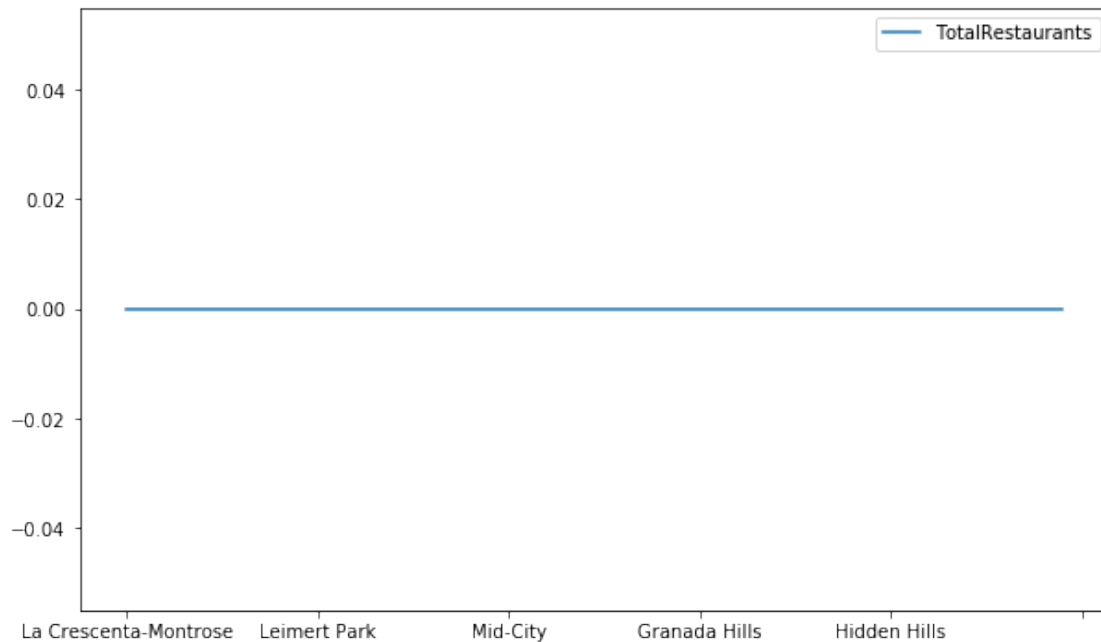 TotalRestaurants
0.04
0.02
0.00
−0.02
−0.04
La Crescenta-Montrose Leimert Park Mid-City Granada Hills Hidden Hills